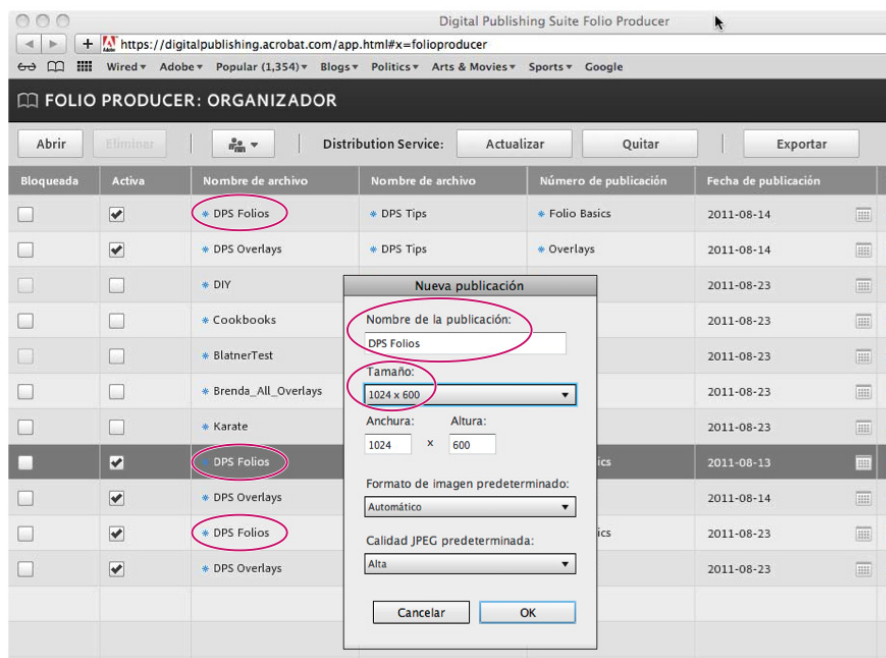 Digital Publishing Suite Folio Producer
https://digitalpublishing.acrobat.com/app.html#x=folioproducer
Wired Adobe Popular (1,354) Blogs Politics Arts & Movies Sports Google
FOLIO PRODUCER: ORGANIZADOR
Abrir Eliminar Distribution Service: Actualizar Quitar Exportar
Bloqueada Activa Nombre de archivo Nombre de archivo Número de publicación Fecha de publicación
DPS Folios DPS Tips Folio Basics 2011-08-14
DPS Overlays DPS Tips Overlays 2011-08-14
DIY 2011-08-23
Cookbooks 2011-08-23
BlatnerTest 2011-08-23
Brenda_All_Overlays 2011-08-23
Karate 2011-08-23
DPS Folios ics 2011-08-13
DPS Overlays 2011-08-14
DPS Folios ics 2011-08-23
DPS Overlays 2011-08-23
Nueva publicación
Nombre de la publicación:
DPS Folios
Tamaño:
1024 x 600
Anchura: Altura:
1024 x 600
Formato de imagen predeterminado:
Automático
Calidad JPEG predeterminada:
Alta
Cancelar OK